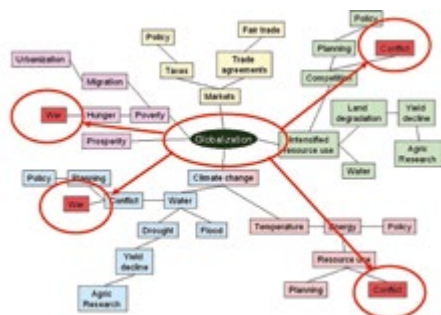 Policy
Fair trade
Policy
Conflict
Taxes
Trade
agreements
Planning
Urbanization
Migration
Competition
Markets
War
Hunger
Poverty
Land
degradation
Yield
decline
Prosperity
Globalization
Intensified
resource use
Agric
Research
Water
Policy
Planning
Climate change
War
Conflict
Water
Drought
Flood
Temperature
Energy
Policy
Yield
decline
Resource use
Agric
Research
Planning
Conflict